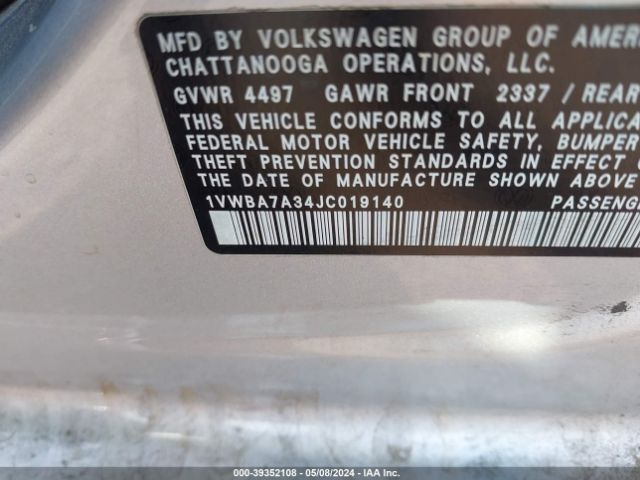 MFD BY VOLKSWAGEN GROUP OF AMER
CHATTANOOGA OPERATIONS, LLC.
GVWR 4497 GAWR FRONT 2337 / REAR
THIS VEHICLE CONFORMS TO ALL APPLICA
FEDERAL MOTOR VEHICLE SAFETY, BUMPER
THEFT PREVENTION STANDARDS IN EFFECT O
THE DATE OF MANUFACTURE SHOWN ABOVE
1VWBA7A34JC019140 PASSENG
000-39352108 - 05/08/2024 - IAA Inc.